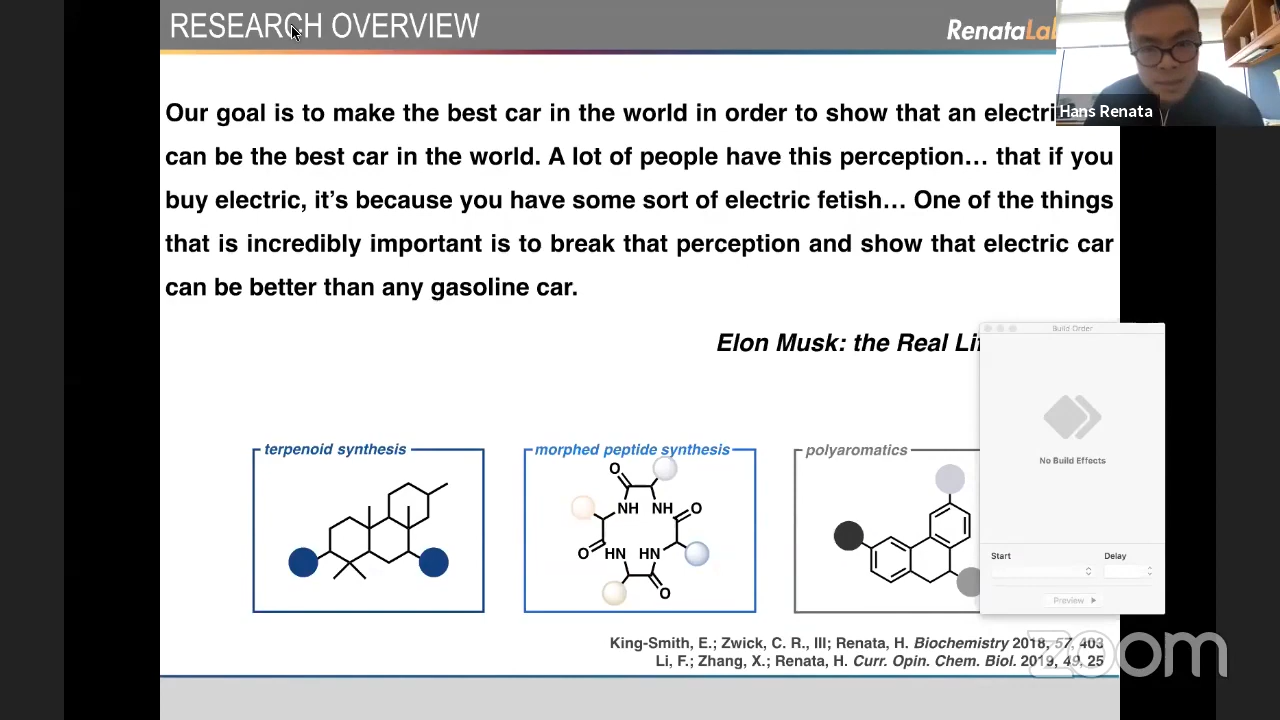 RESEARCH OVERVIEW
RenataLab
Hans Renata
Our goal is to make the best car in the world in order to show that an electri
can be the best car in the world. A lot of people have this perception… that if you
buy electric, it's because you have some sort of electric fetish… One of the things
that is incredibly important is to break that perception and show that electric car
can be better than any gasoline car.
Elon Musk: the Real Li
Build Order
No Build Effects
Start Delay
Preview
terpenoid synthesis
morphed peptide synthesis
O
NH NH
O
O
HN HN
O
polyaromatics
King-Smith, E.; Zwick, C. R., III; Renata, H. Biochemistry 2018, 57, 403
Li, F.; Zhang, X.; Renata, H. Curr. Opin. Chem. Biol. 2019, 49, 25
zoom